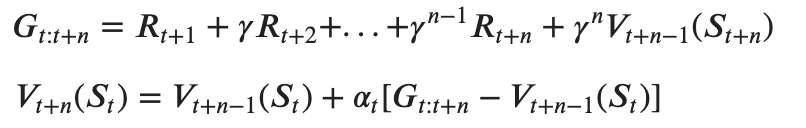 G_{t:t+n} = R_{t+1} + γR_{t+2}+...+γ^{n−1}R_{t+n} + γ^nV_{t+n−1}(S_{t+n})
V_{t+n}(S_t) = V_{t+n−1}(S_t) + α_t[G_{t:t+n} − V_{t+n−1}(S_t)]